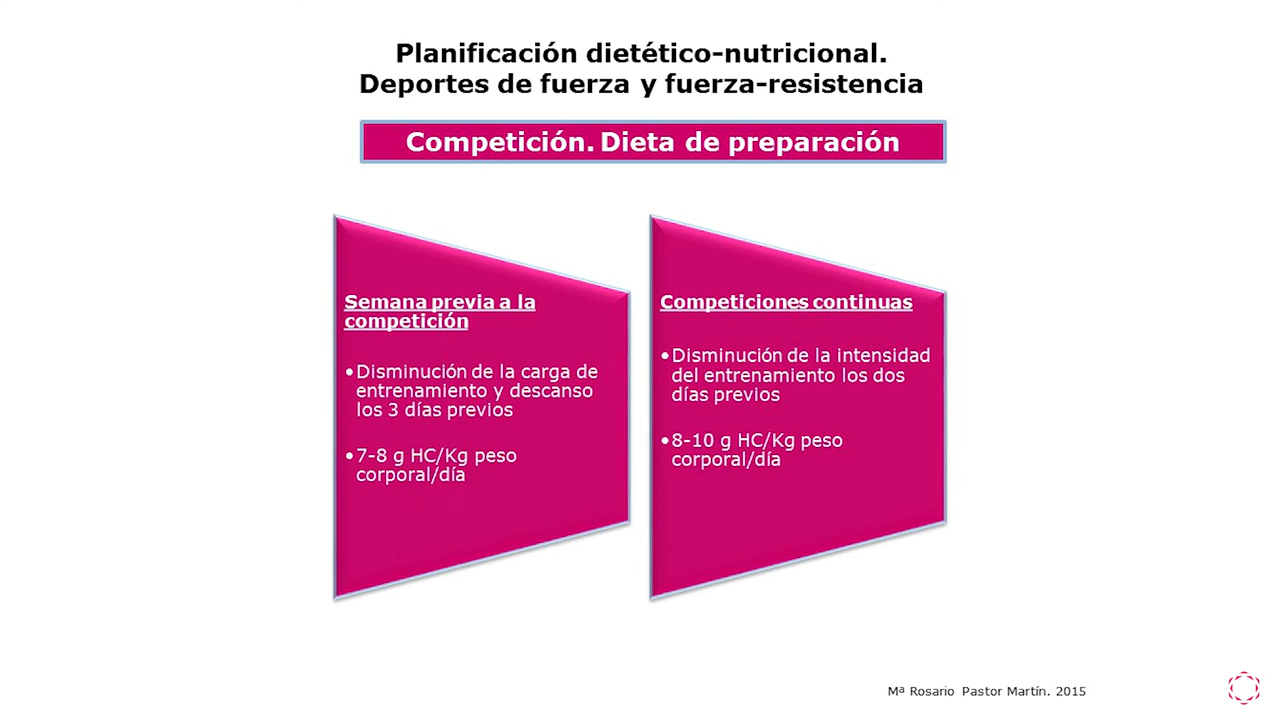 Planificación dietético-nutricional.
Deportes de fuerza y fuerza-resistencia
Competición. Dieta de preparación
Semana previa a la
competición
•Disminución de la carga de
entrenamiento y descanso
los 3 días previos
•7-8 g HC/Kg peso
corporal/día
Competiciones continuas
•Disminución de la intensidad
del entrenamiento los dos
días previos
•8-10 g HC/Kg peso
corporal/día
Mª Rosario Pastor Martín. 2015